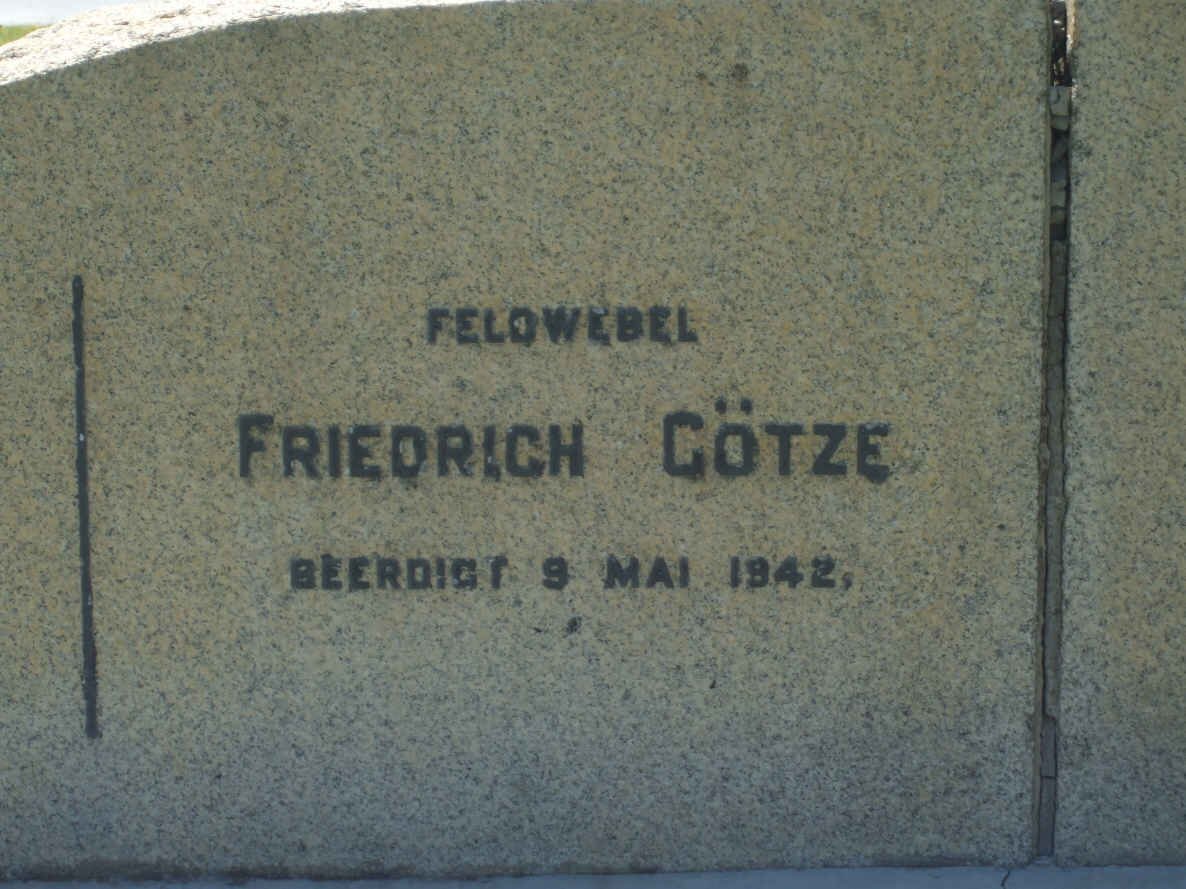 FELDWEBEL
FRIEDRICH GÖTZE
BEERDIGT 9 MAI 1942.